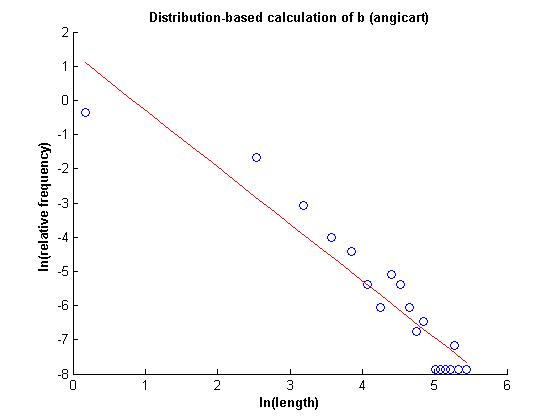 Distribution-based calculation of b (angicart)
2
1
0
-1
-2
-3
-4
-5
-6
-7
-8
ln(relative frequency)
0 1 2 3 4 5 6
ln(length)